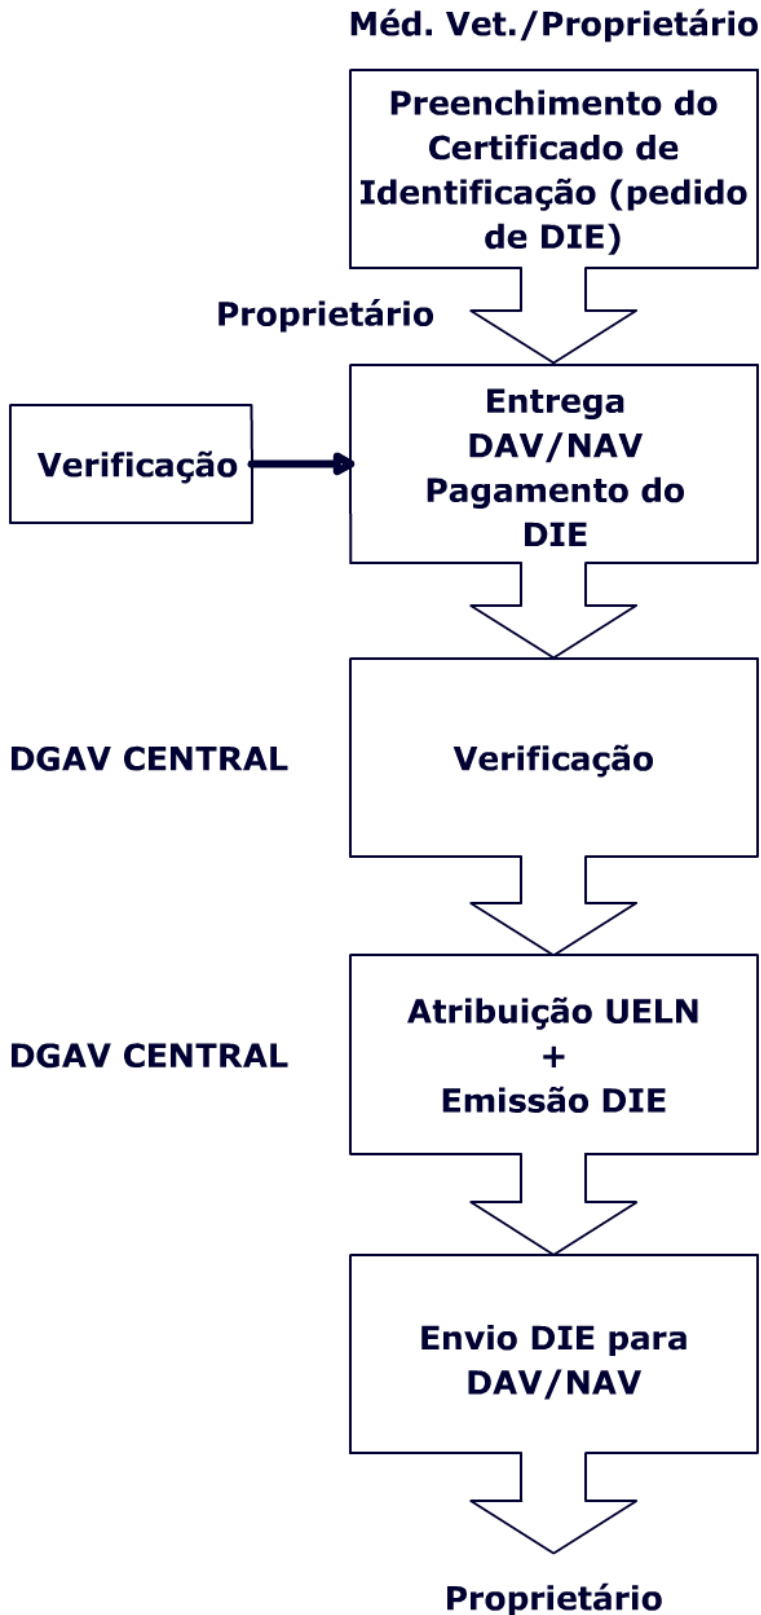 Méd. Vet./Proprietário
Preenchimento do
Certificado de
Identificação (pedido
de DIE)
Proprietário
Entrega
DAV/NAV
Pagamento do
DIE
Verificação
DGAV CENTRAL
Verificação
DGAV CENTRAL
Atribuição UELN
+
Emissão DIE
Envio DIE para
DAV/NAV
Proprietário